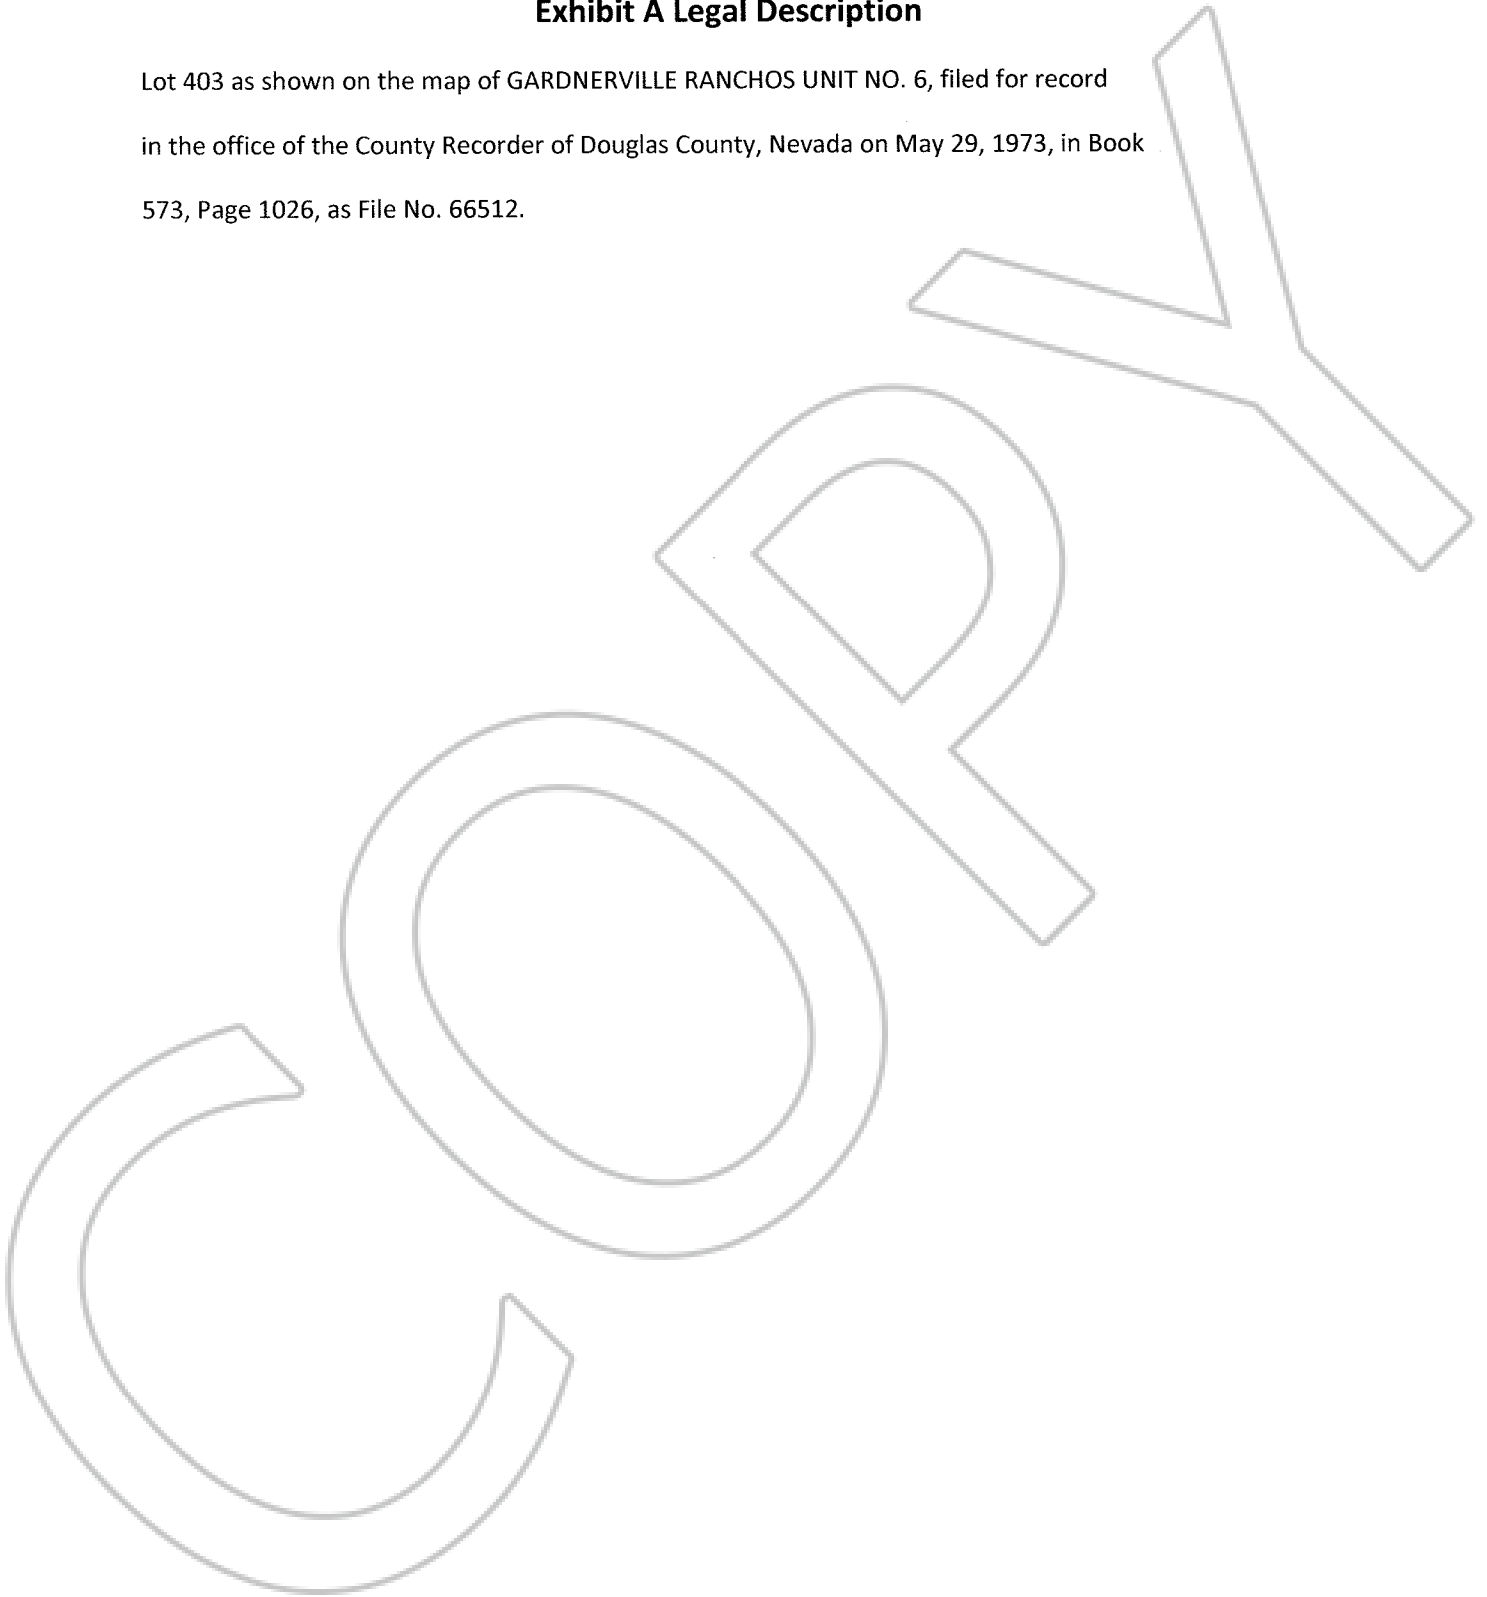 Exhibit A Legal Description
Lot 403 as shown on the map of GARDNERVILLE RANCHOS UNIT NO. 6, filed for record
in the office of the County Recorder of Douglas County, Nevada on May 29, 1973, in Book
573, Page 1026, as File No. 66512.
COPY